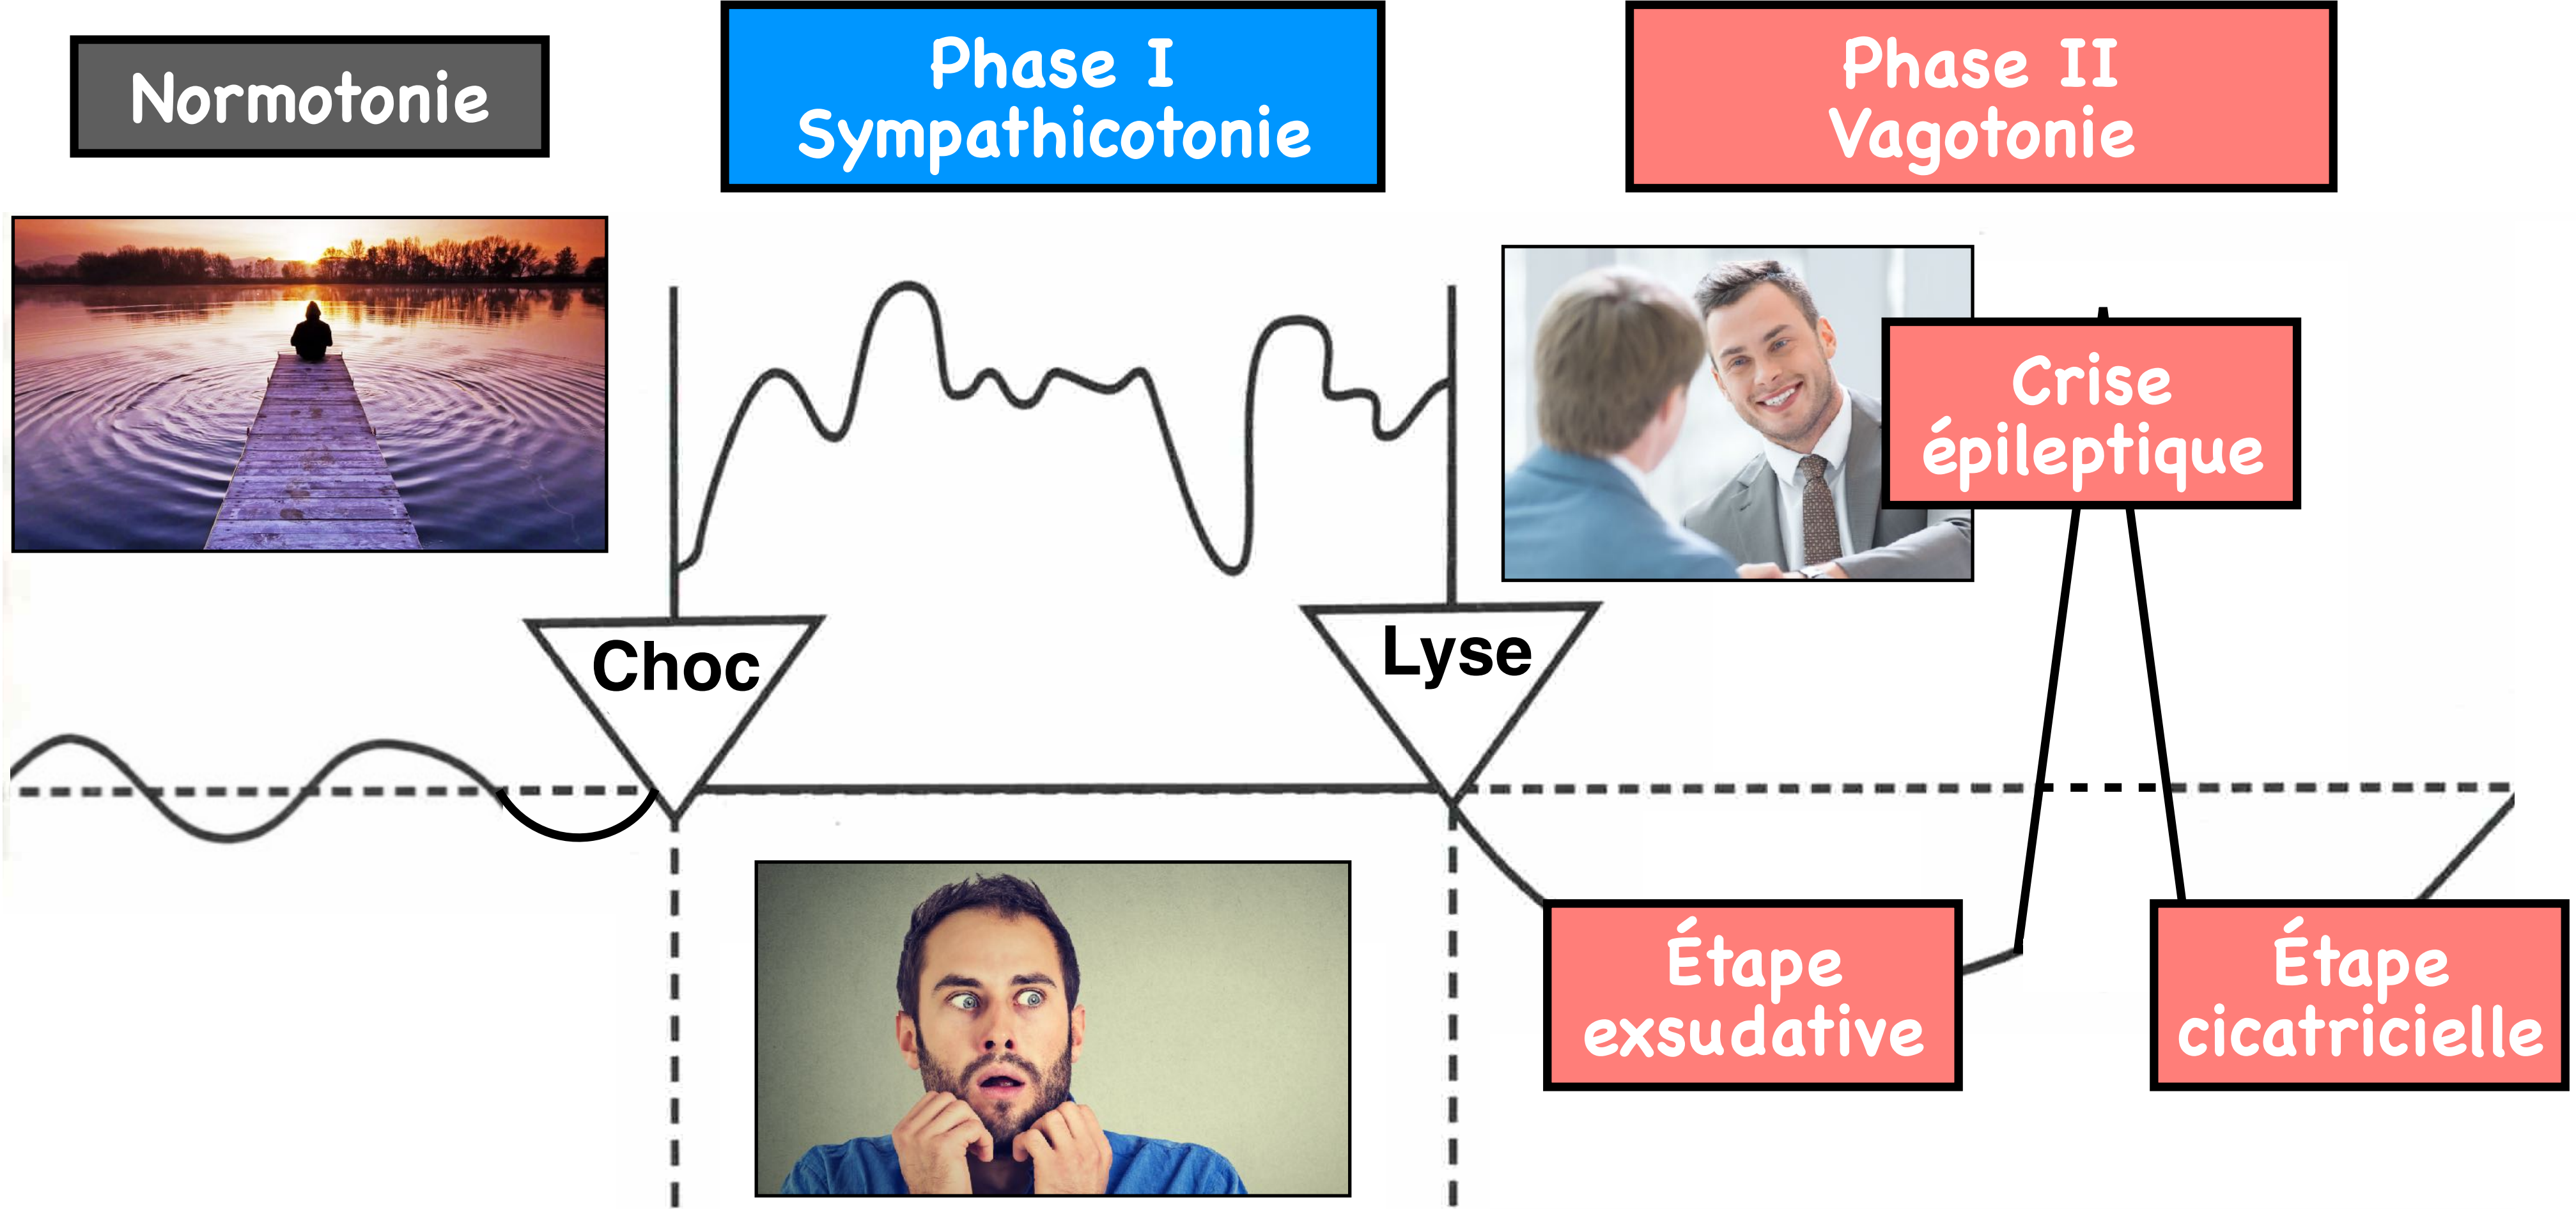 Normotonie
Phase I
Sympathicotonie
Phase II
Vagotonie
Crise
épileptique
Choc
Lyse
Étape
exsudative
Étape
cicatricielle